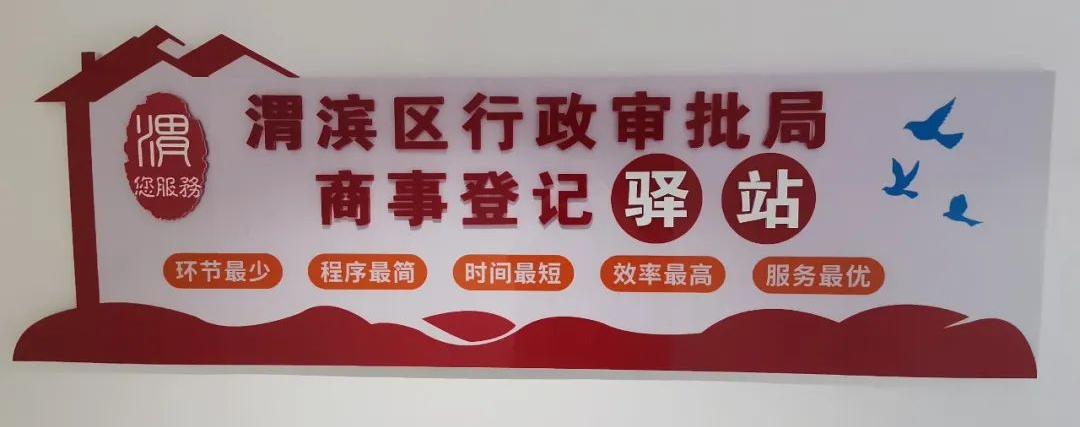 渭
您服務
渭滨区行政审批局
商事登记驿站
环节最少 程序最简 时间最短 效率最高 服务最优